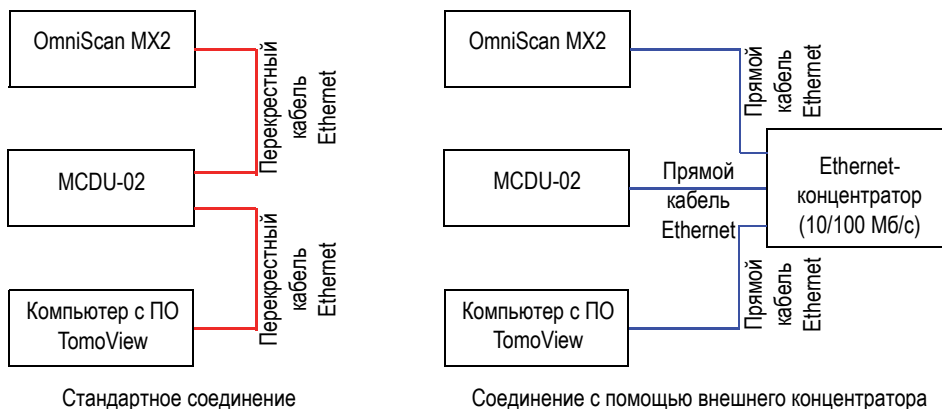 OmniScan MX2
Перекрестный
кабель
Ethernet
MCDU-02
Перекрестный
кабель
Ethernet
Компьютер с ПО
TomoView
Стандартное соединение
OmniScan MX2
Прямой
кабель
Ethernet
MCDU-02
Прямой
кабель
Ethernet
Ethernet-
концентратор
(10/100 Мб/с)
Прямой
кабель
Ethernet
Компьютер с ПО
TomoView
Соединение с помощью внешнего концентратора